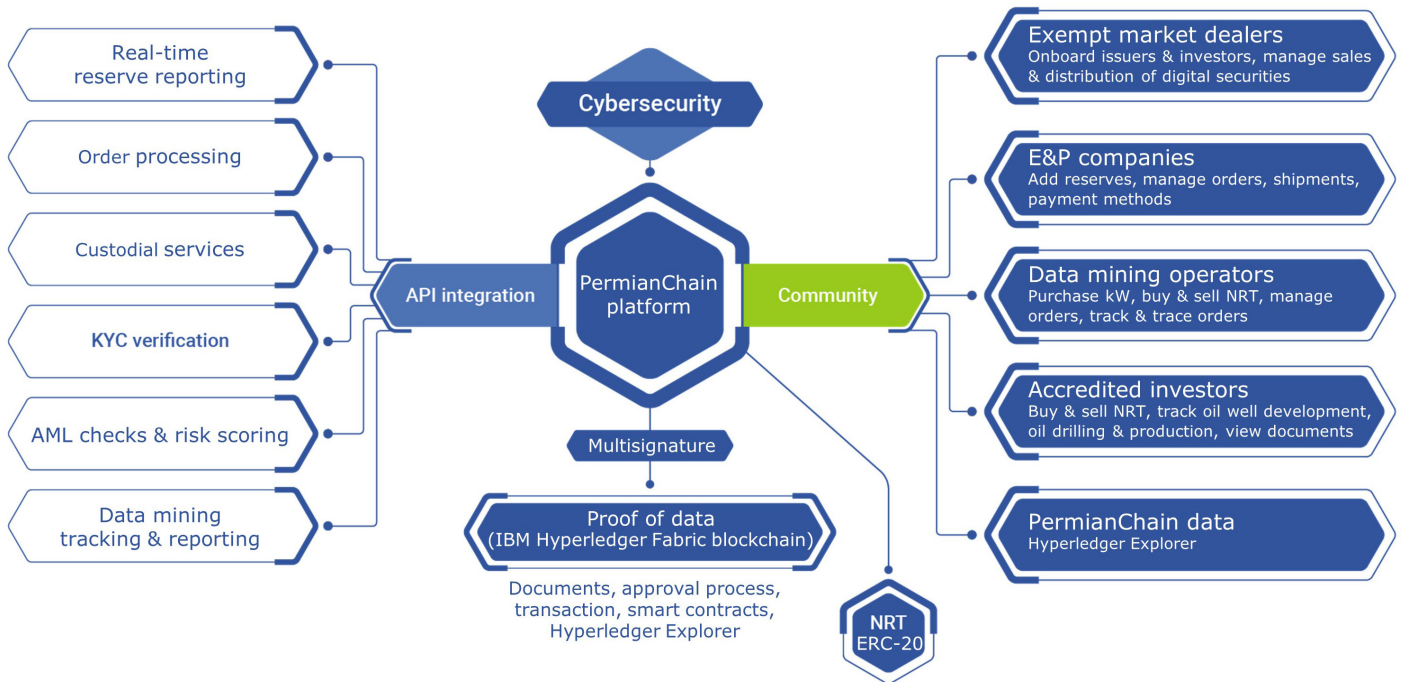 Real-time
reserve reporting
Order processing
Custodial services
KYC verification
AML checks & risk scoring
Data mining
tracking & reporting
API integration
Cybersecurity
PermianChain
platform
Multisignature
Proof of data
(IBM Hyperledger Fabric blockchain)
Documents, approval process,
transaction, smart contracts,
Hyperledger Explorer
NRT
ERC-20
Community
Exempt market dealers
Onboard issuers & investors, manage sales
& distribution of digital securities
E&P companies
Add reserves, manage orders, shipments,
payment methods
Data mining operators
Purchase kW, buy & sell NRT, manage
orders, track & trace orders
Accredited investors
Buy & sell NRT, track oil well development,
oil drilling & production, view documents
PermianChain data
Hyperledger Explorer